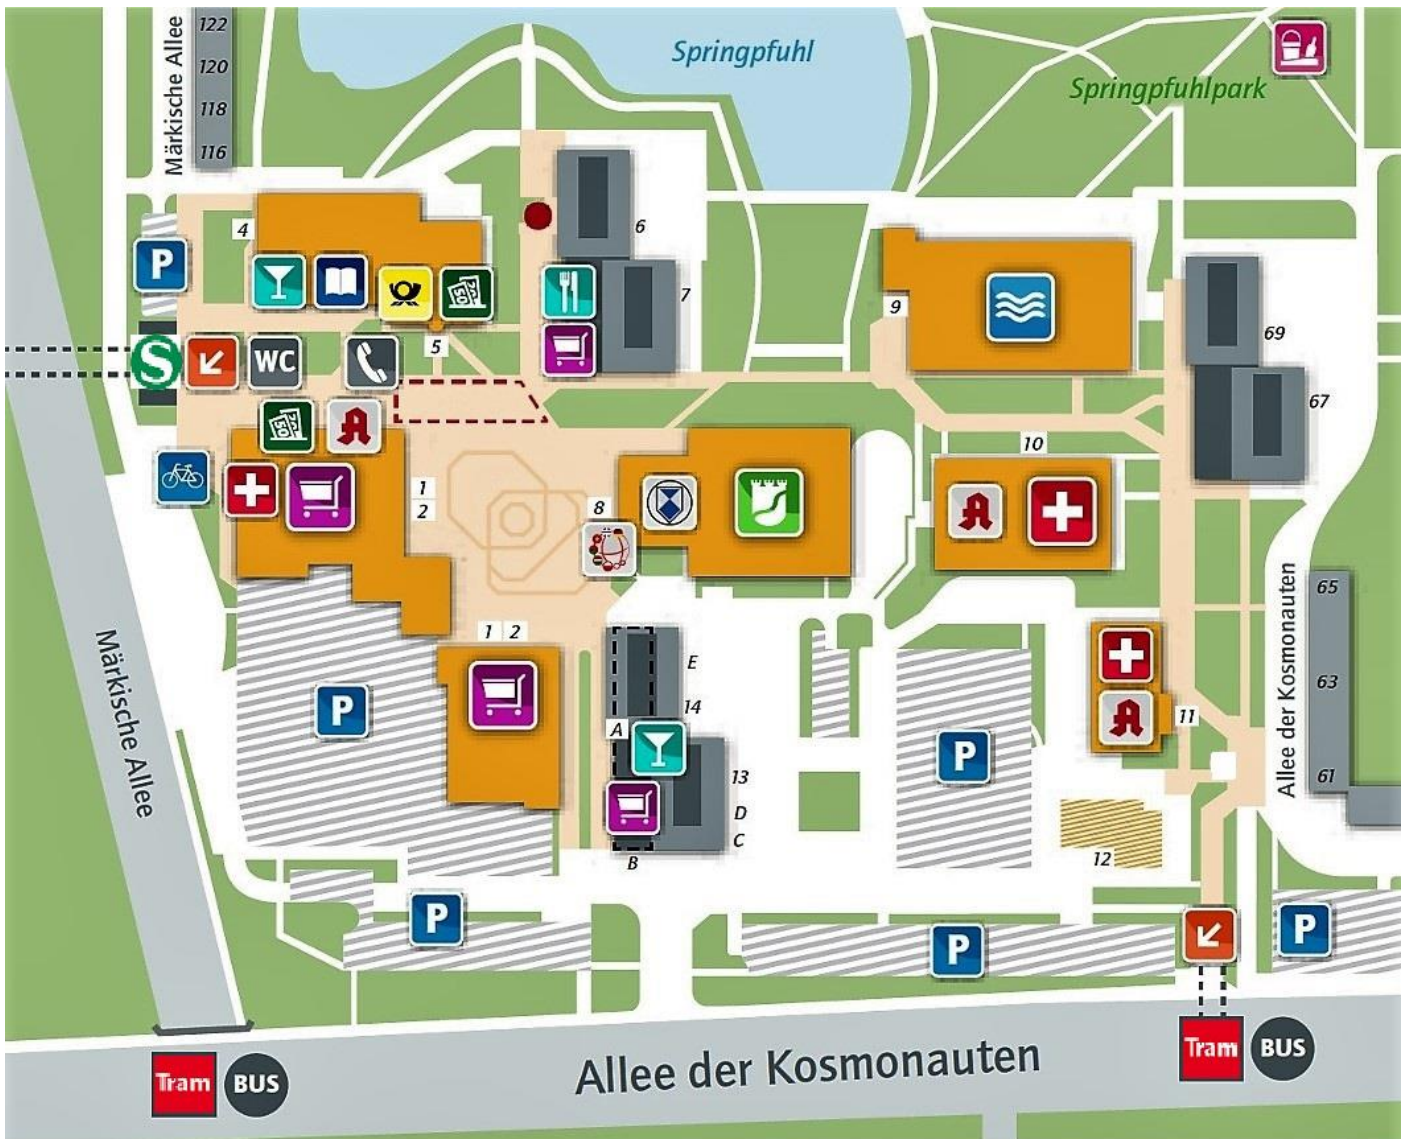 122
Märkische Allee
120
118
116
Springpfuhl
Springpfuhlpark
4
6
P
7
9
5
S
WC
69
67
10
1
2
8
Märkische Allee
1 2
E
P
14
A
13
D
C
B
P
11
12
Allee der Kosmonauten
65
63
61
P
P
P
Tram
BUS
Allee der Kosmonauten
Tram
BUS